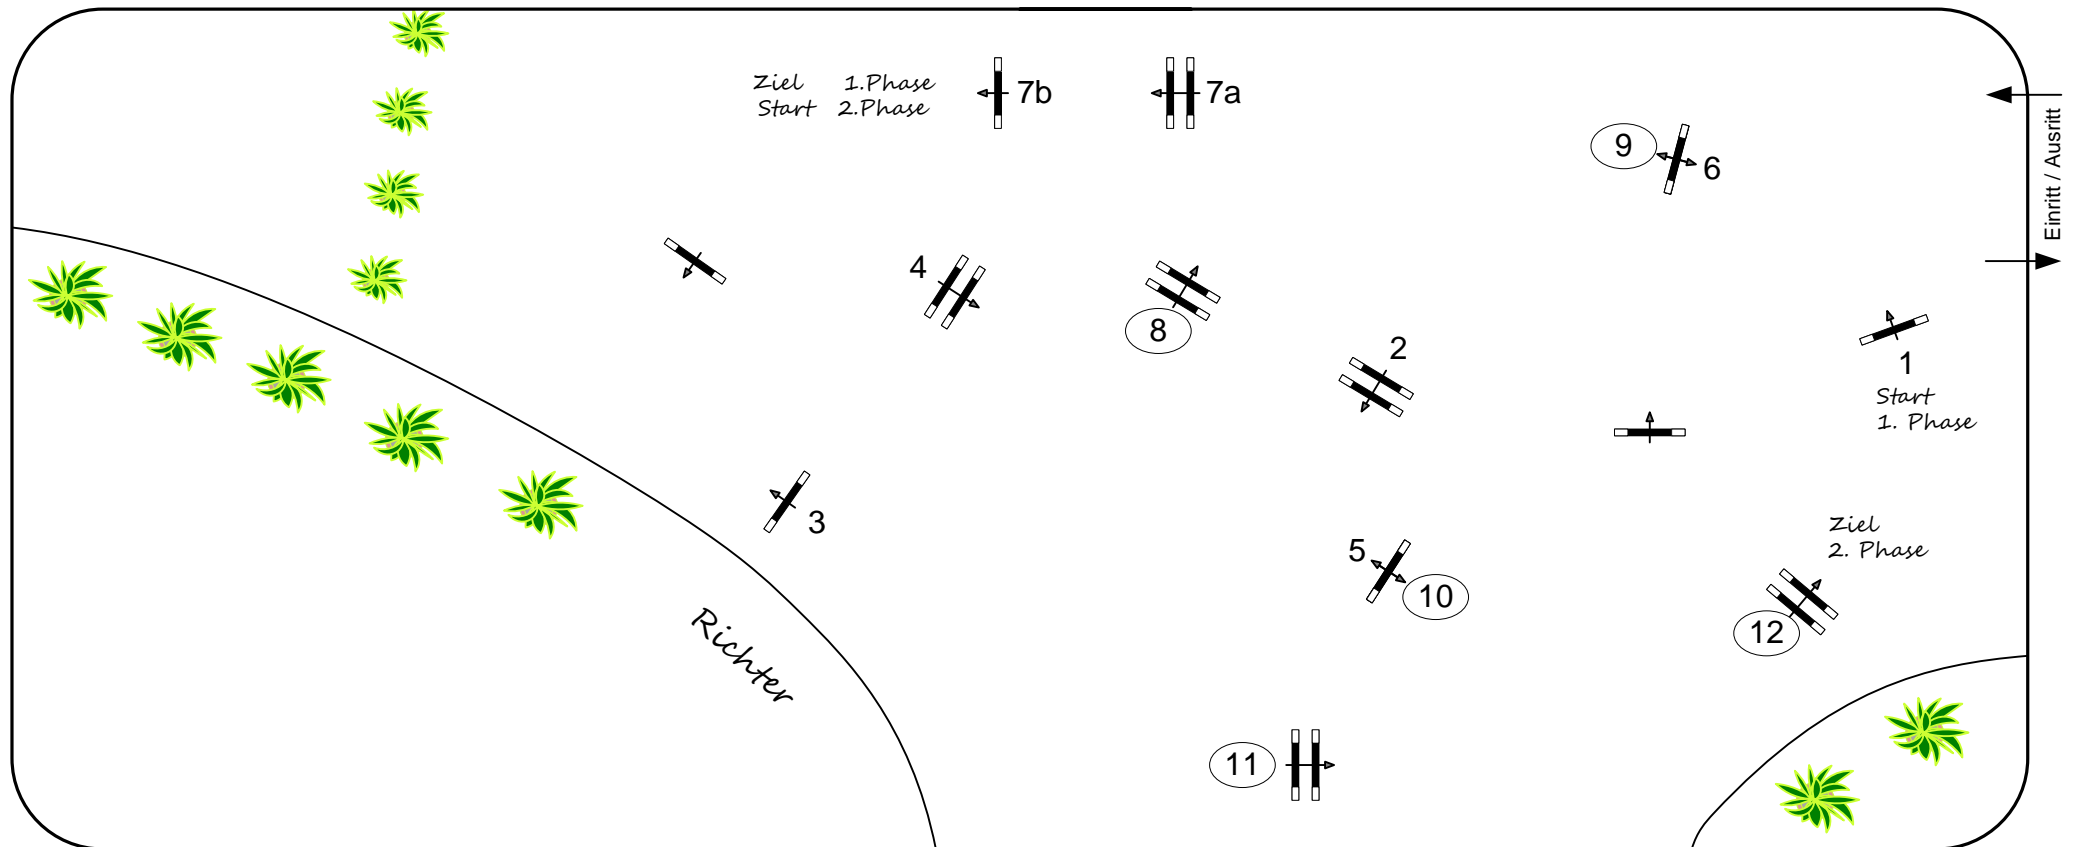 Ziel 1.Phase
Start 2.Phase
7b
7a
9
6
Einritt / Ausritt
4
8
2
1
Start
1. Phase
3
5
10
Ziel
2. Phase
12
Richter
11